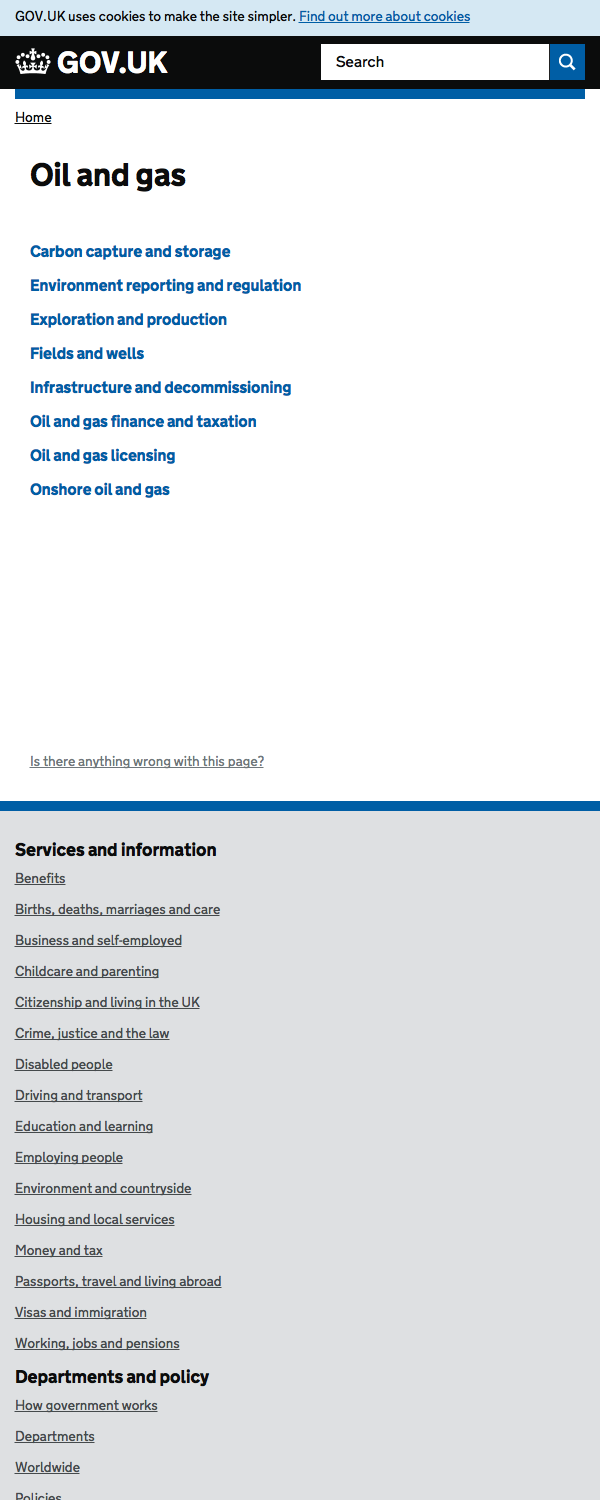 GOV.UK uses cookies to make the site simpler. Find out more about cookies
GOV.UK
Search
Home
Oil and gas
Carbon capture and storage
Environment reporting and regulation
Exploration and production
Fields and wells
Infrastructure and decommissioning
Oil and gas finance and taxation
Oil and gas licensing
Onshore oil and gas
Is there anything wrong with this page?
Services and information
Benefits
Births, deaths, marriages and care
Business and self-employed
Childcare and parenting
Citizenship and living in the UK
Crime, justice and the law
Disabled people
Driving and transport
Education and learning
Employing people
Environment and countryside
Housing and local services
Money and tax
Passports, travel and living abroad
Visas and immigration
Working, jobs and pensions
Departments and policy
How government works
Departments
Worldwide
Policies